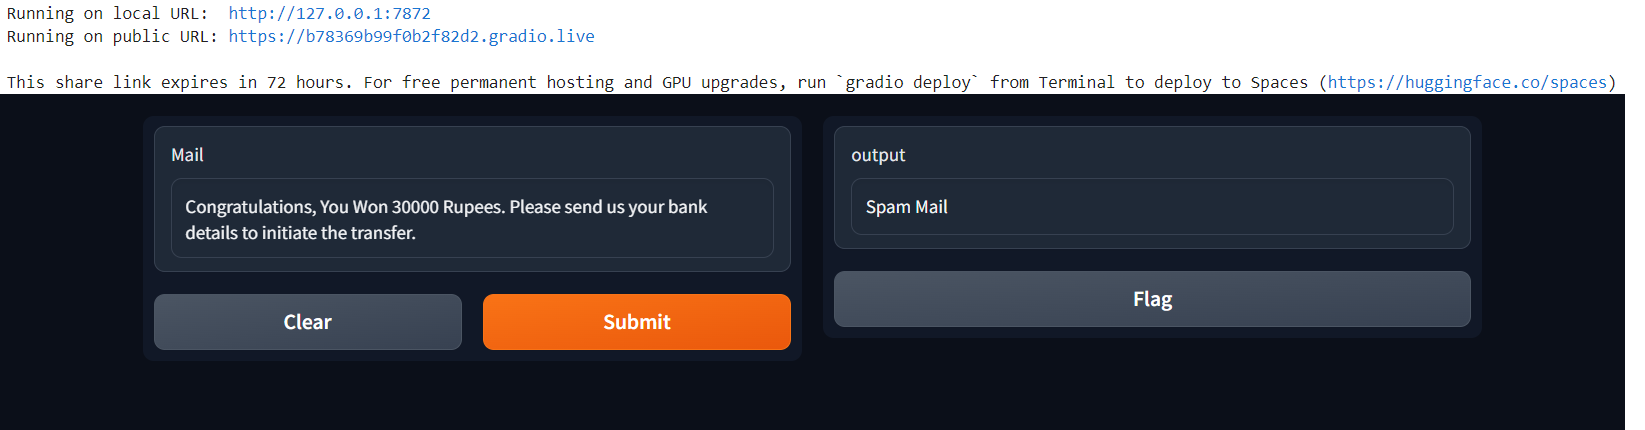 Running on local URL:  http://127.0.0.1:7872
Running on public URL: https://b78369b99f0b2f82d2.gradio.live
This share link expires in 72 hours. For free permanent hosting and GPU upgrades, run `gradio deploy` from Terminal to deploy to Spaces (https://huggingface.co/spaces)
Mail
Congratulations, You Won 30000 Rupees. Please send us your bank
details to initiate the transfer.
Clear
Submit
output
Spam Mail
Flag